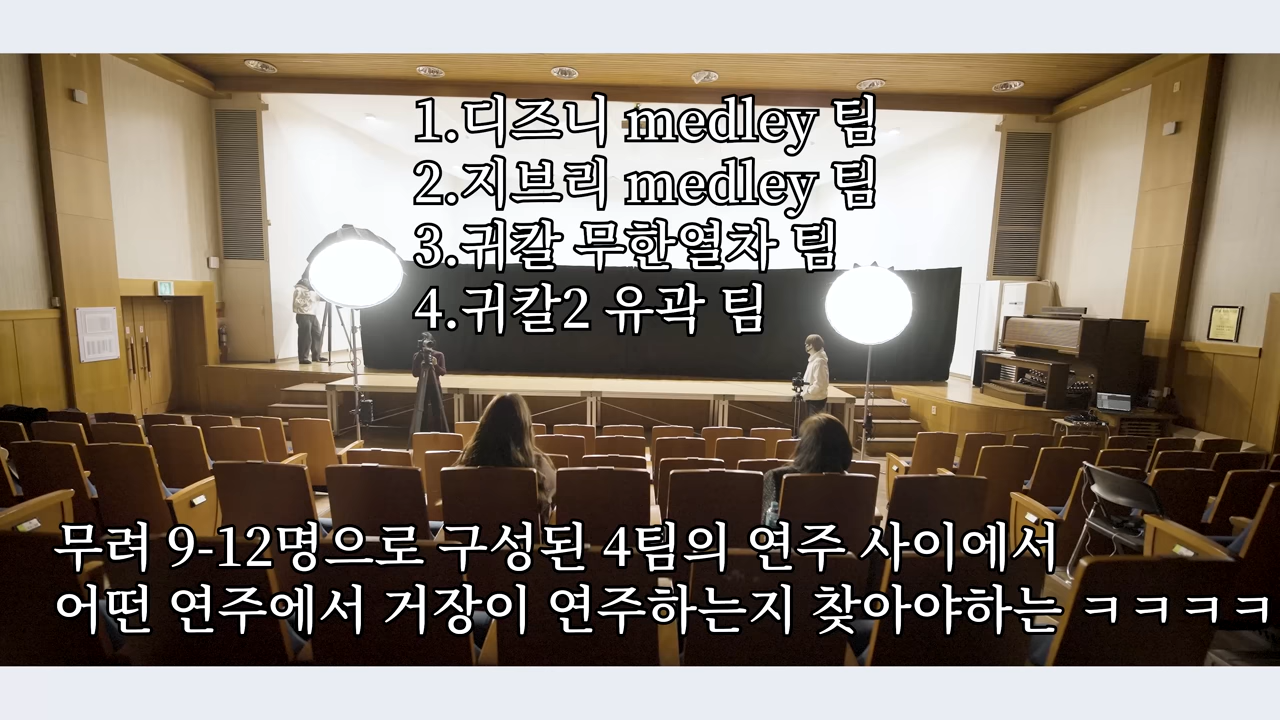 1.디즈니 medley 팀
2.지브리 medley 팀
3.귀칼 무한열차 팀
4.귀칼2 유곽 팀
무려 9-12명으로 구성된 4팀의 연주 사이에서
어떤 연주에서 거장이 연주하는지 찾아야하는 ㅋㅋㅋㅋ